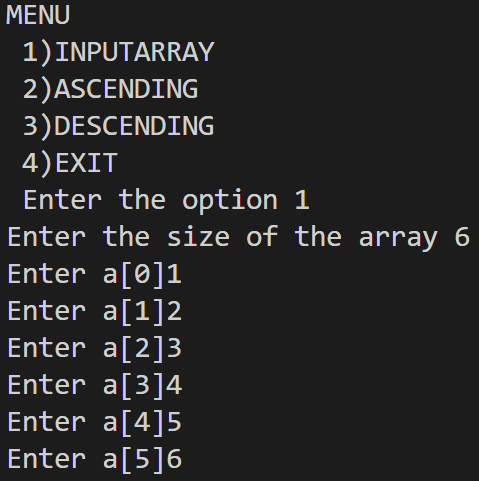 MENU
 1)INPUTARRAY
 2)ASCENDING
 3)DESCENDING
 4)EXIT
 Enter the option 1
Enter the size of the array 6
Enter a[0]1
Enter a[1]2
Enter a[2]3
Enter a[3]4
Enter a[4]5
Enter a[5]6